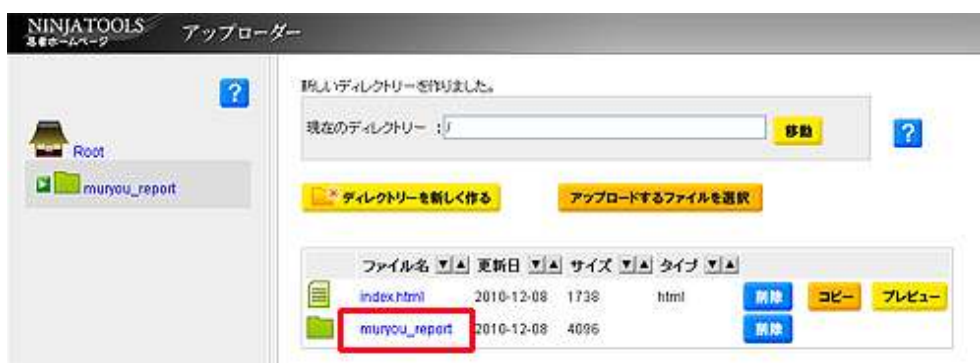 NINJATOOLS アップローダー
忍者ホームページ
新しいディレクトリーを作りました。
現在のディレクトリー :/ 移動 ?
?
Root
muryou_report
ディレクトリーを新しく作る アップロードするファイルを選択
ファイル名 ▼▲ 更新日 ▼▲ サイズ ▼▲ タイプ ▼▲
index.html 2010-12-08 1738 html 削除 コピー プレビュー
muryou_report 2010-12-08 4096 削除